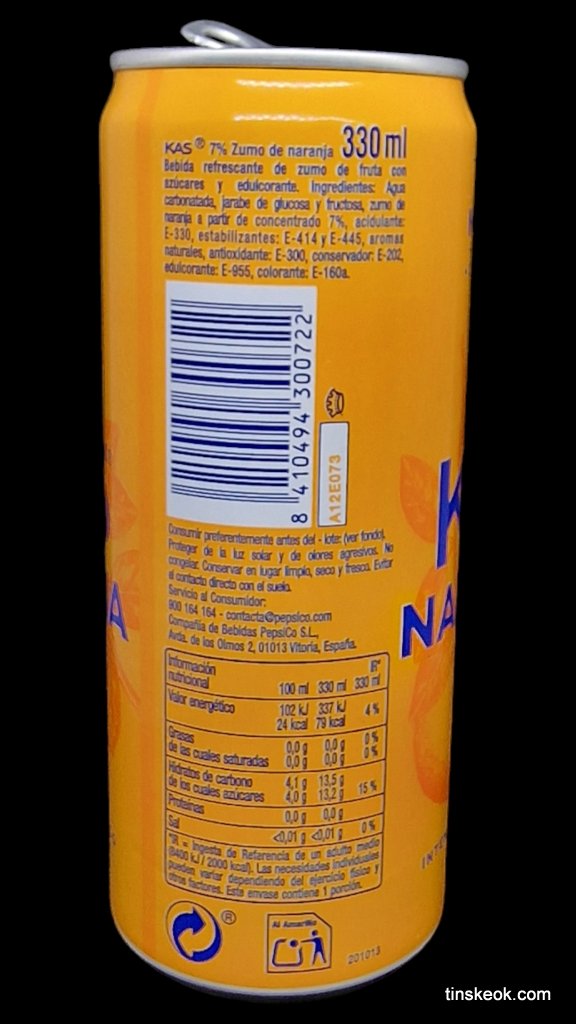 KAS® 7% Zumo de naranja 330 ml
Bebida refrescante de zumo de fruta con
azúcares y edulcorante. Ingredientes: Agua
carbonatada, jarabe de glucosa y fructosa, zumo de
naranja a partir de concentrado 7%, acidulante:
E-330, estabilizantes: E-414 y E-445, aromas
naturales, antioxidante: E-300, conservador: E-202,
edulcorante: E-955, colorante: E-160a.
8 410494 300722
A12E073
Consumir preferentemente antes del - lote: (ver fondo).
Proteger de la luz solar y de olores agresivos. No
congelar. Conservar en lugar limpio, seco y fresco. Evitar
el contacto directo con el suelo.
Servicio al Consumidor:
900 164 164 - contacta@pepsico.com
Compañía de Bebidas PepsiCo S.L.,
Avda. de los Olmos 2, 01013 Vitoria, España.
Información IR*
nutricional 100 ml 330 ml 330 ml
Valor energético 102 kJ 337 kJ 4%
24 kcal 79 kcal
Grasas 0,0 g 0,0 g 0%
de las cuales saturadas 0,0 g 0,0 g 0%
Hidratos de carbono 4,1 g 13,5 g
de los cuales azúcares 4,0 g 13,2 g 15%
Proteínas 0,0 g 0,0 g
Sal <0,01 g <0,01 g 0%
*IR = Ingesta de Referencia de un adulto medio
(8400 kJ / 2000 kcal). Las necesidades individuales
pueden variar dependiendo del ejercicio físico y
otros factores. Este envase contiene 1 porción.
®
Al Amarillo
201013
K
NA
A
tinskeok.com